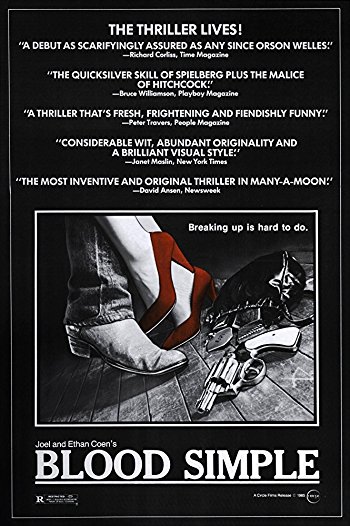 THE THRILLER LIVES!
“A DEBUT AS SCARIFYINGLY ASSURED AS ANY SINCE ORSON WELLES.”
—Richard Corliss, Time Magazine
“THE QUICKSILVER SKILL OF SPIELBERG PLUS THE MALICE
OF HITCHCOCK.”
—Bruce Williamson, Playboy Magazine
“A THRILLER THAT’S FRESH, FRIGHTENING AND FIENDISHLY FUNNY.”
—Peter Travers, People Magazine
“CONSIDERABLE WIT, ABUNDANT ORIGINALITY AND
A BRILLIANT VISUAL STYLE.”
—Janet Maslin, New York Times
“THE MOST INVENTIVE AND ORIGINAL THRILLER IN MANY-A-MOON.”
—David Ansen, Newsweek
Breaking up is hard to do.
Joel and Ethan Coen’s
BLOOD SIMPLE
R RESTRICTED
A Circle Films Release © 1985